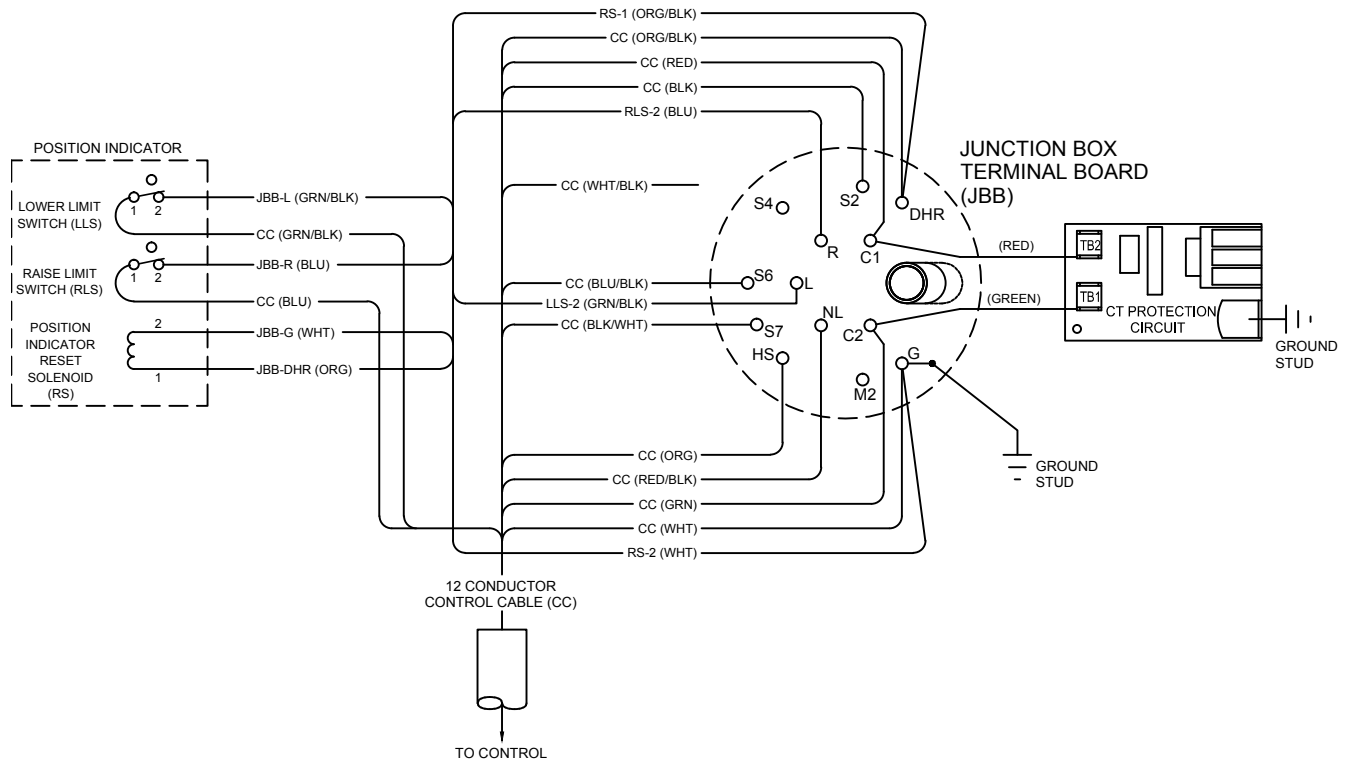 RS-1 (ORG/BLK)
CC (ORG/BLK)
CC (RED)
CC (BLK)
RLS-2 (BLU)
CC (WHT/BLK)
CC (BLU/BLK)
LLS-2 (GRN/BLK)
CC (BLK/WHT)
CC (ORG)
CC (RED/BLK)
CC (GRN)
CC (WHT)
RS-2 (WHT)
POSITION INDICATOR
LOWER LIMIT
SWITCH (LLS)
1 2
JBB-L (GRN/BLK)
CC (GRN/BLK)
RAISE LIMIT
SWITCH (RLS)
1 2
JBB-R (BLU)
CC (BLU)
POSITION
INDICATOR
RESET
SOLENOID
(RS)
2
1
JBB-G (WHT)
JBB-DHR (ORG)
JUNCTION BOX
TERMINAL BOARD
(JBB)
S4
S2
DHR
R
C1
S6
L
S7
NL
C2
HS
G
M2
(RED)
(GREEN)
TB2
TB1
CT PROTECTION
CIRCUIT
GROUND
STUD
GROUND
STUD
12 CONDUCTOR
CONTROL CABLE (CC)
TO CONTROL